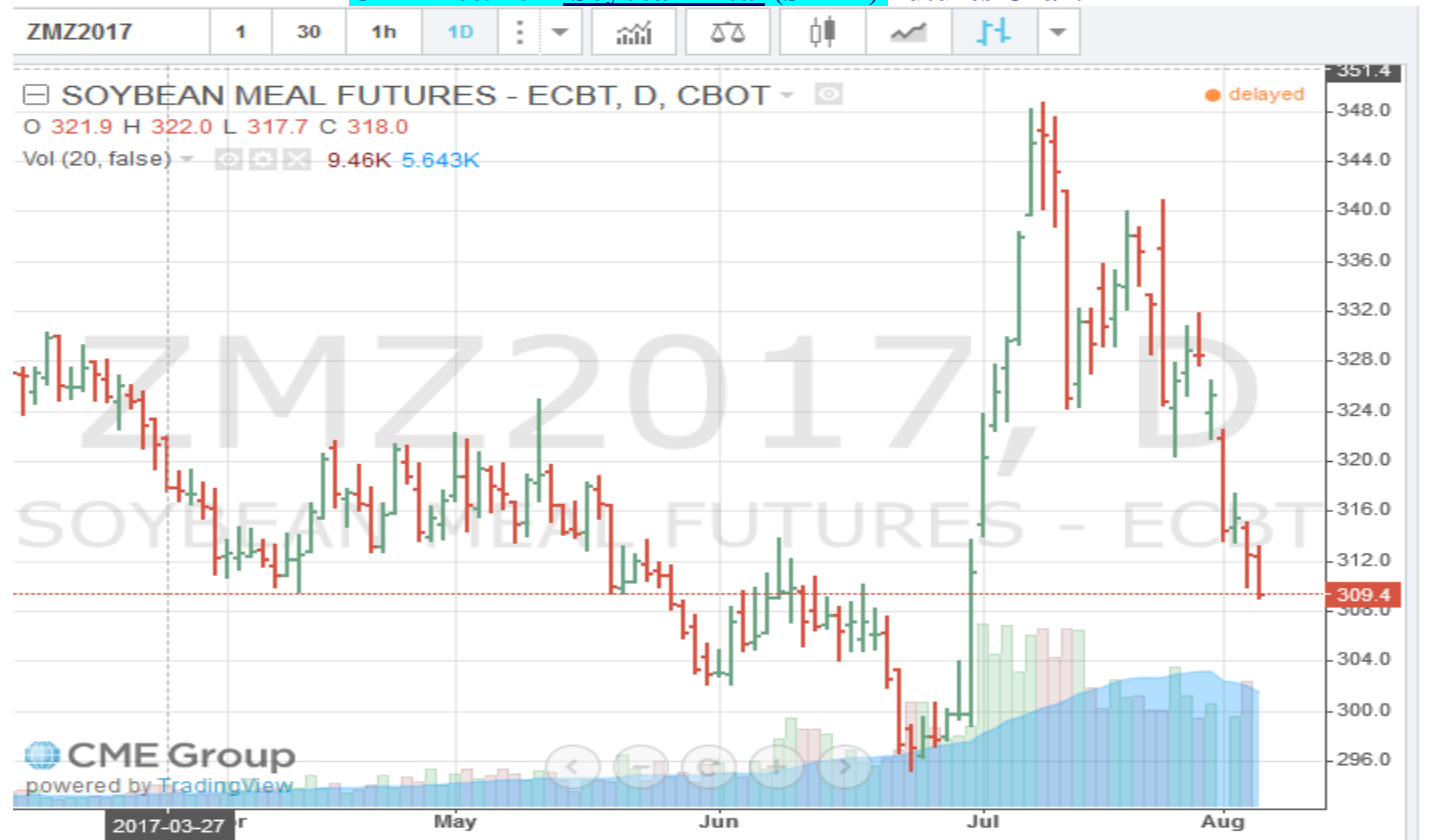 ZMZ2017 1 30 1h 1D
SOYBEAN MEAL FUTURES - ECBT, D, CBOT
delayed
O 321.9 H 322.0 L 317.7 C 318.0
Vol (20, false) 9.46K 5.643K
351.4
348.0
344.0
340.0
336.0
332.0
328.0
324.0
320.0
316.0
312.0
309.4
308.0
304.0
300.0
296.0
ZMZ2017, D
SOYBEAN MEAL FUTURES - ECBT
CME Group
powered by TradingView
2017-03-27 May Jun Jul Aug